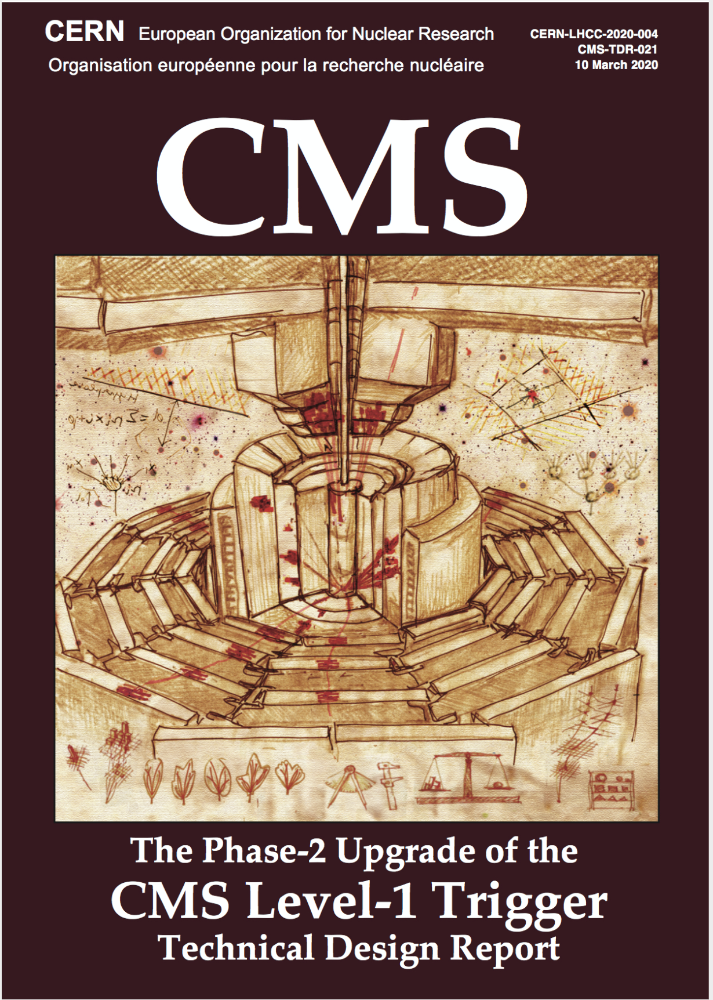 CERN European Organization for Nuclear Research
Organisation européenne pour la recherche nucléaire
CERN-LHCC-2020-004
CMS-TDR-021
10 March 2020
CMS
The Phase-2 Upgrade of the
CMS Level-1 Trigger
Technical Design Report